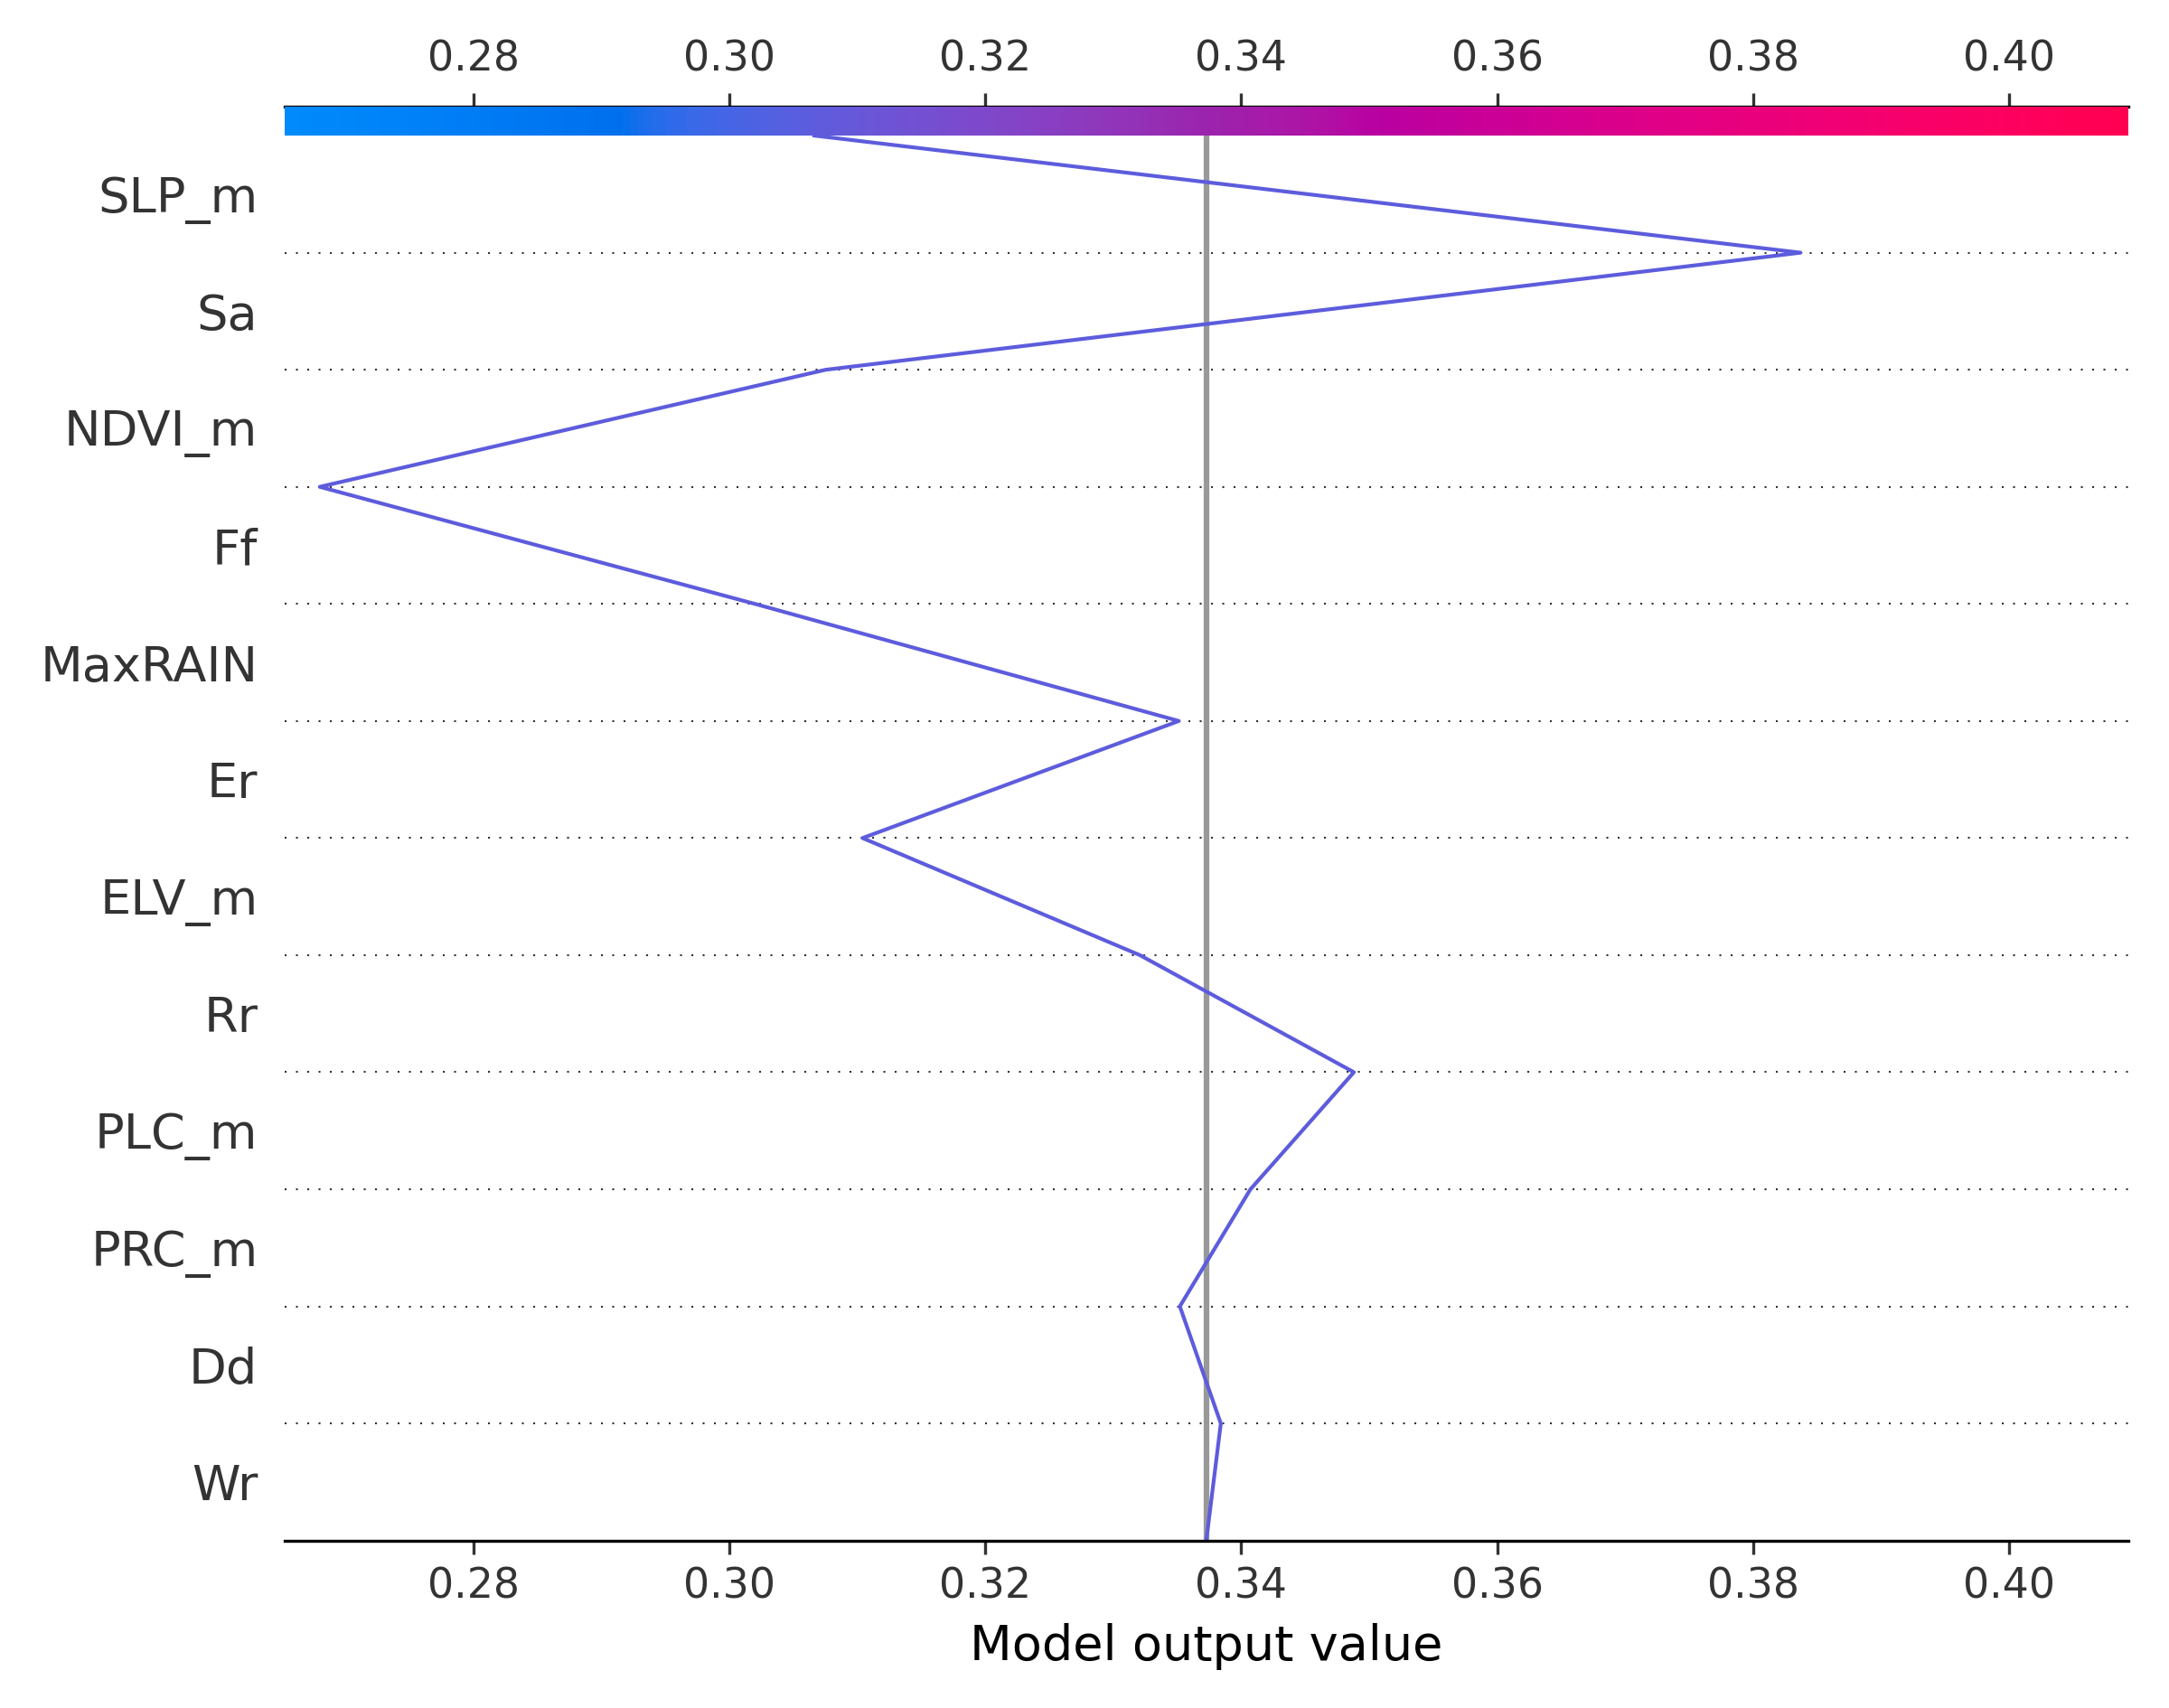 0.28 0.30 0.32 0.34 0.36 0.38 0.40
SLP_m
Sa
NDVI_m
Ff
MaxRAIN
Er
ELV_m
Rr
PLC_m
PRC_m
Dd
Wr
0.28 0.30 0.32 0.34 0.36 0.38 0.40
Model output value